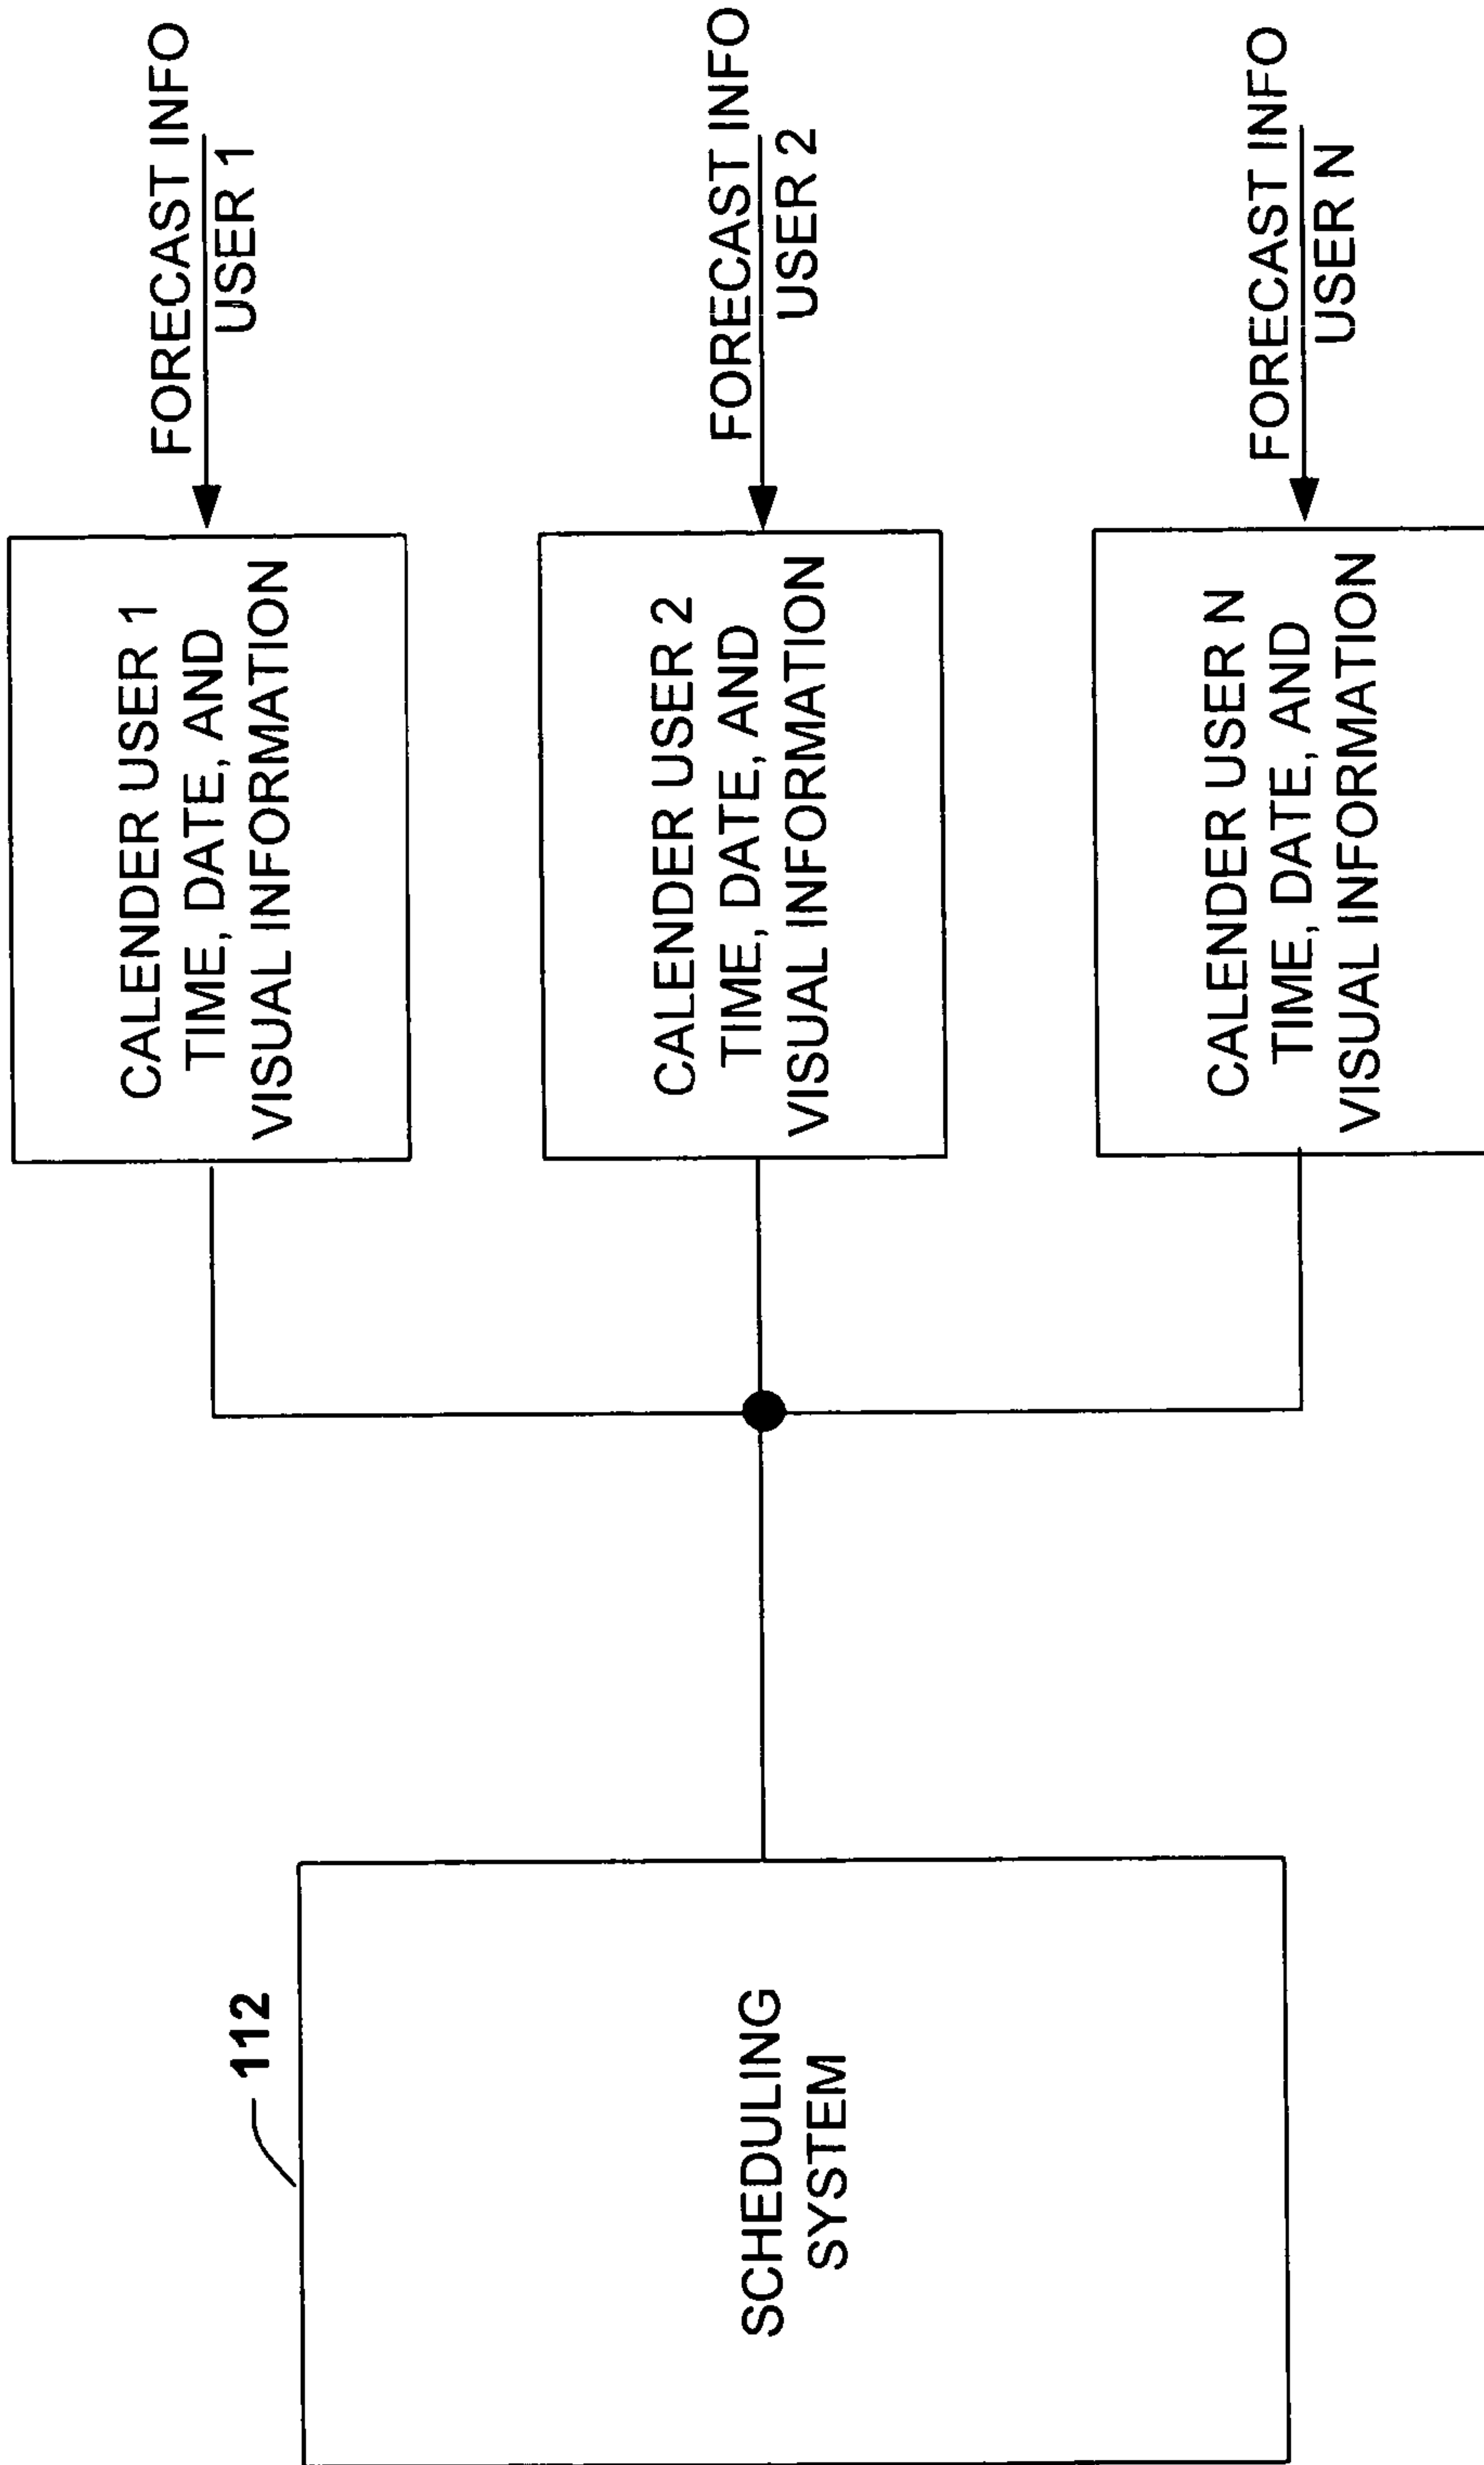 112
SCHEDULING
SYSTEM
CALENDER USER 1
TIME, DATE, AND
VISUAL INFORMATION
FORECAST INFO
USER 1
CALENDER USER 2
TIME, DATE, AND
VISUAL INFORMATION
FORECAST INFO
USER 2
CALENDER USER N
TIME, DATE, AND
VISUAL INFORMATION
FORECAST INFO
USER N